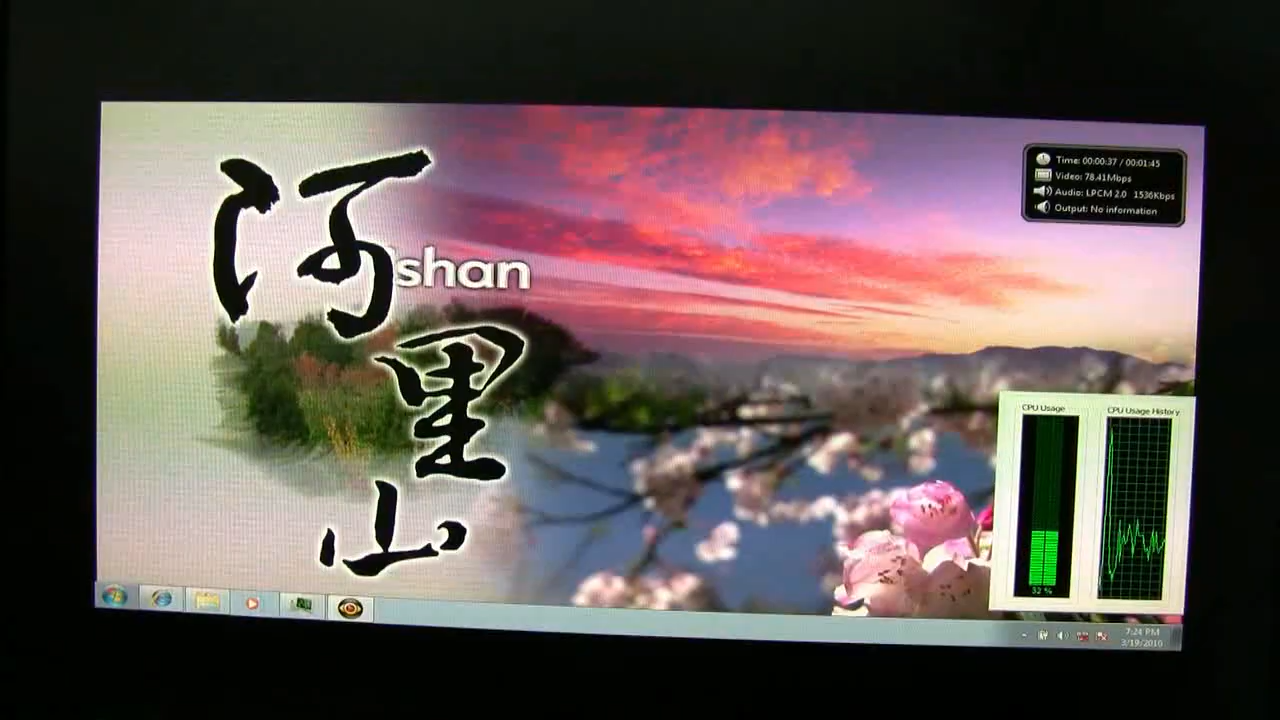 阿里山
shan
Time: 00:00:37 / 00:01:45
Video: 78.41Mbps
Audio: LPCM 2.0 1536Kbps
Output: No information
CPU Usage
CPU Usage History
32 %
7:24 PM
3/19/2010